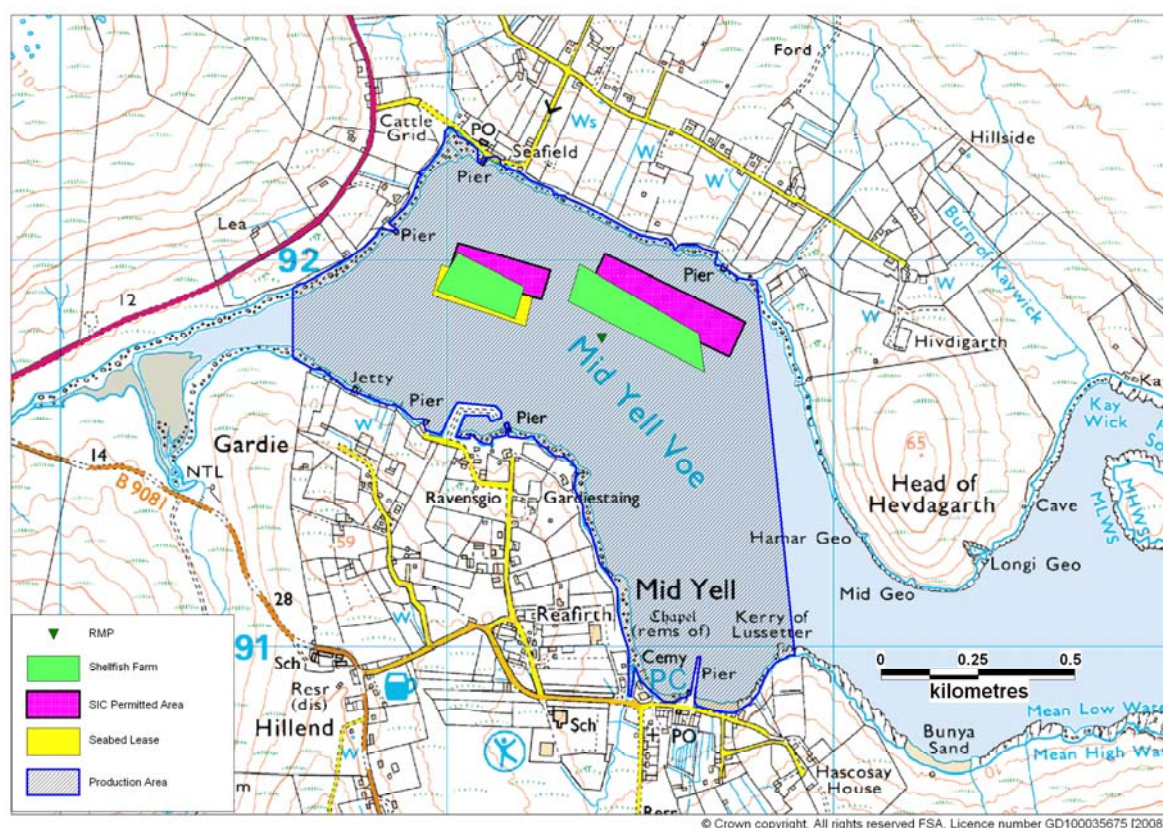 110
Ford
Cattle
Grid
PO
Seafield
Ws
Pier
W
Hillside
Burn of Kaywick
Lea
92
Pier
Pier
W
W
Hivdigarth
12
Mid Yell Voe
Jetty
Pier
Pier
Kay
Wick
W
Gardie
14
B 9081
NTL
65
Head of
Hevdagarth
Cave
MHWS
MLWS
Ravensgio
Gardiestaing
59
Hamar Geo
Longi Geo
Mid Geo
28
Mid Yell
Reafirth
Chapel
(rems of)
Kerry of
Lussetter
W
91
Sch
Cemy
PC
Pier
Resr
(dis)
Hillend
Sch
PO
W
Bunya
Sand
Mean Low Wate
Mean High Wa
Hascosay
House
m
Resr
0 0.25 0.5
kilometres
RMP
Shellfish Farm
SIC Permitted Area
Seabed Lease
Production Area
© Crown copyright. All rights reserved FSA, Licence number GD100035675 [2008]